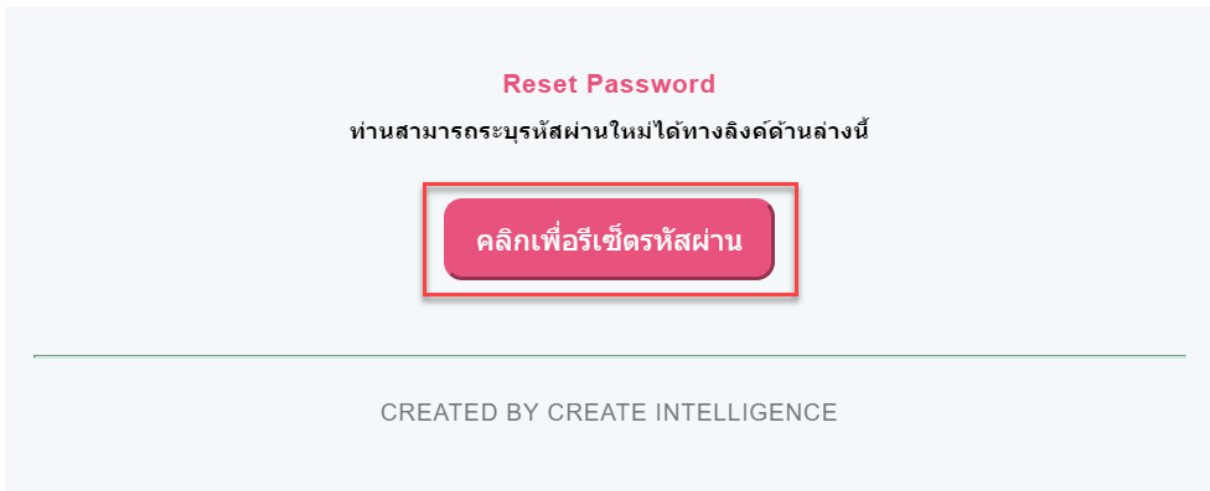 Reset Password
ท่านสามารถระบุรหัสผ่านใหม่ได้ทางลิงค์ด้านล่างนี้
คลิกเพื่อรีเซ็ตรหัสผ่าน
CREATED BY CREATE INTELLIGENCE